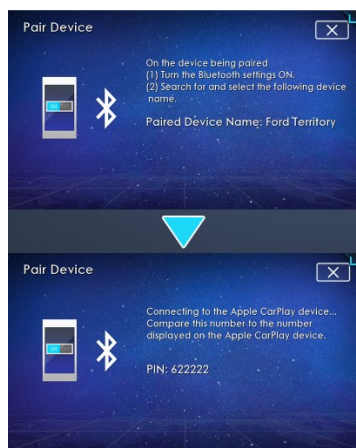 Pair Device
On the device being paired
(1) Turn the Bluetooth settings ON.
(2) Search for and select the following device
name.
Paired Device Name: Ford Territory
ON
Pair Device
Connecting to the Apple CarPlay device...
Compare this number to the number
displayed on the Apple CarPlay device.
PIN: 622222
ON